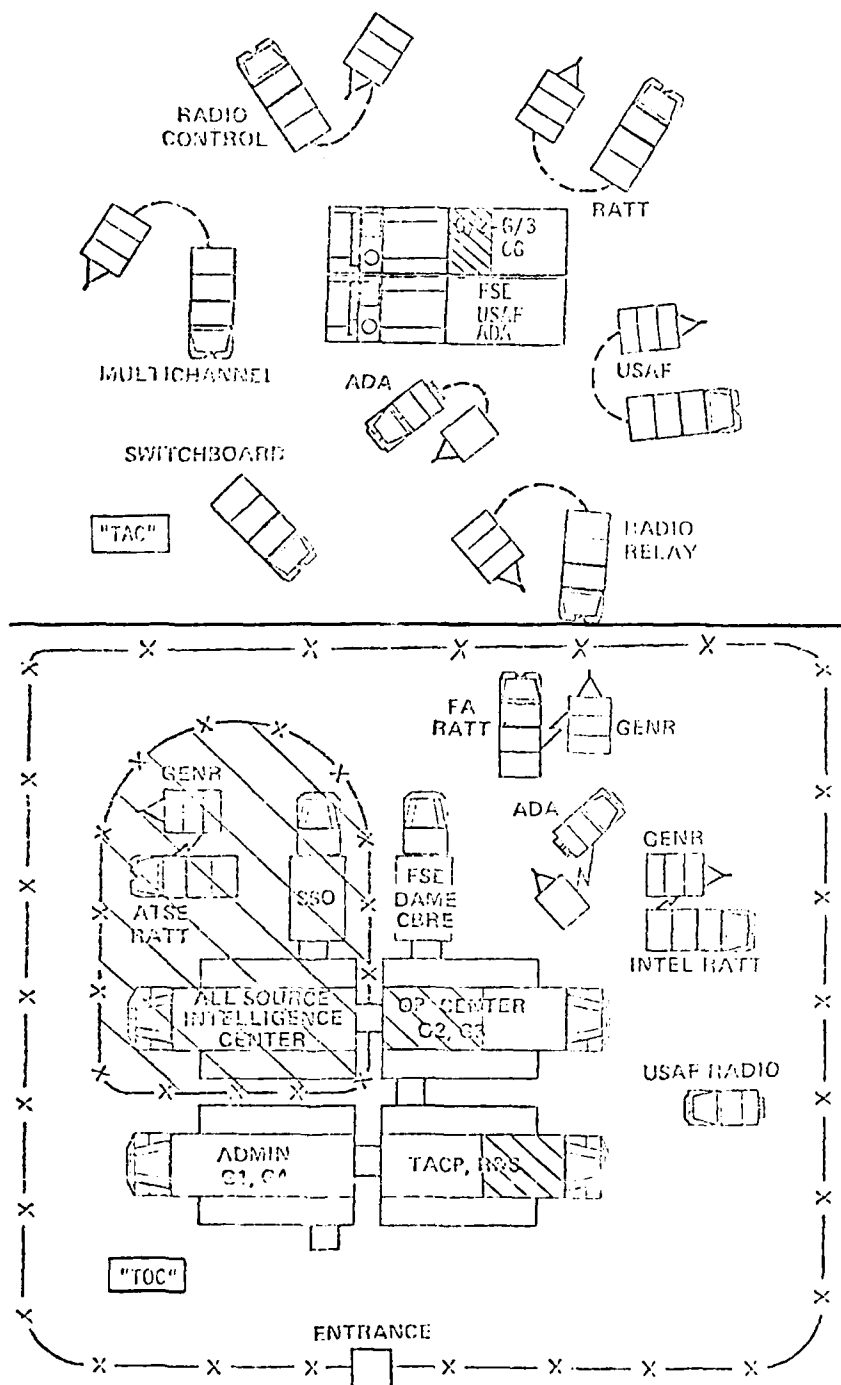 RADIO
CONTROL
RATT
G/2-G/3
CG
FSE
USAF
ADA
MULTICHANNEL
ADA
USAF
SWITCHBOARD
"TAC"
RADIO
RELAY
FA
RATT
GENR
GENR
ADA
GENR
SSO
FSE
DAME
CBRE
ATSE
RATT
INTEL RATT
ALL SOURCE
INTELLIGENCE
CENTER
OP CENTER
G2, G3
USAF RADIO
ADMIN
G1, G4
TACP,
"TOC"
ENTRANCE